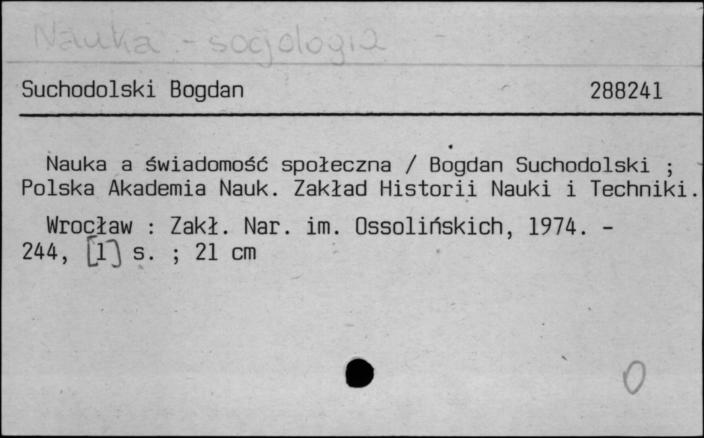 Nauka - socjologia
Suchodolski Bogdan 288241
Nauka a świadomość społeczna / Bogdan Suchodolski ;
Polska Akademia Nauk. Zakład Historii Nauki i Techniki.
Wrocław : Zakł. Nar. im. Ossolińskich, 1974. -
244, [1] s. ; 21 cm
0